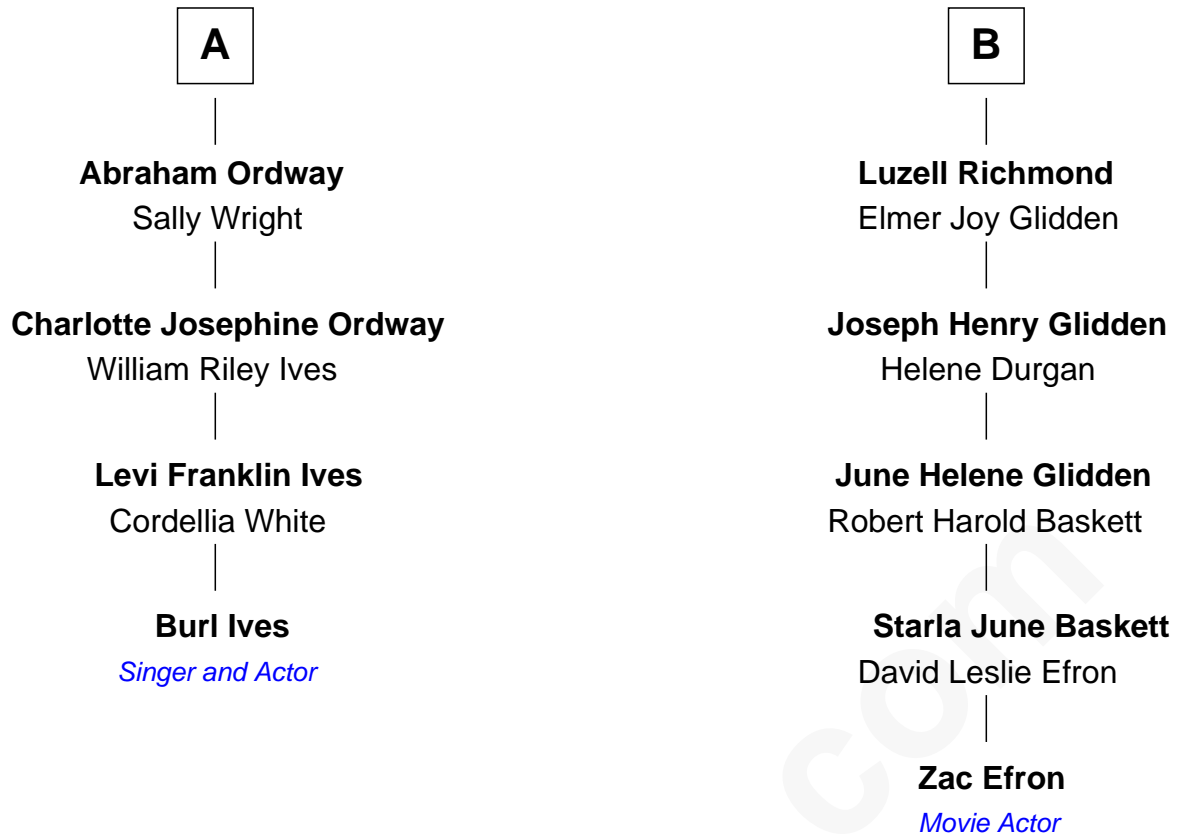 A
Abraham Ordway
Sally Wright
Charlotte Josephine Ordway
William Riley Ives
Levi Franklin Ives
Cordellia White
Burl Ives
Singer and Actor
B
Luzell Richmond
Elmer Joy Glidden
Joseph Henry Glidden
Helene Durgan
June Helene Glidden
Robert Harold Baskett
Starla June Baskett
David Leslie Efron
Zac Efron
Movie Actor
com